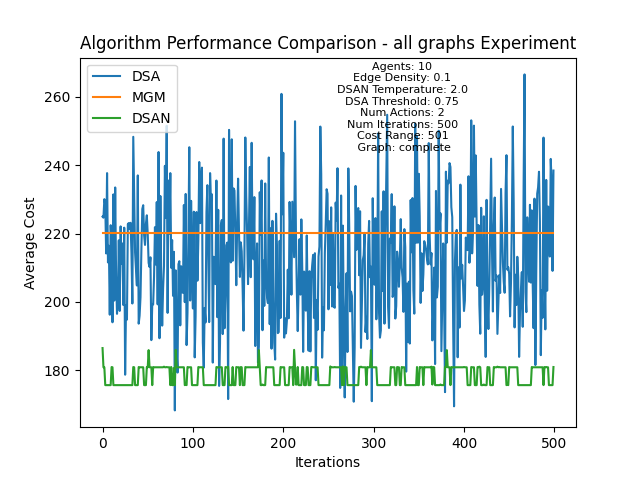 Algorithm Performance Comparison - all graphs Experiment
DSA
MGM
DSAN
Agents: 10
Edge Density: 0.1
DSAN Temperature: 2.0
DSA Threshold: 0.75
Num Actions: 2
Num Iterations: 500
Cost Range: 501
Graph: complete
Average Cost
260
240
220
200
180
0
100
200
300
400
500
Iterations